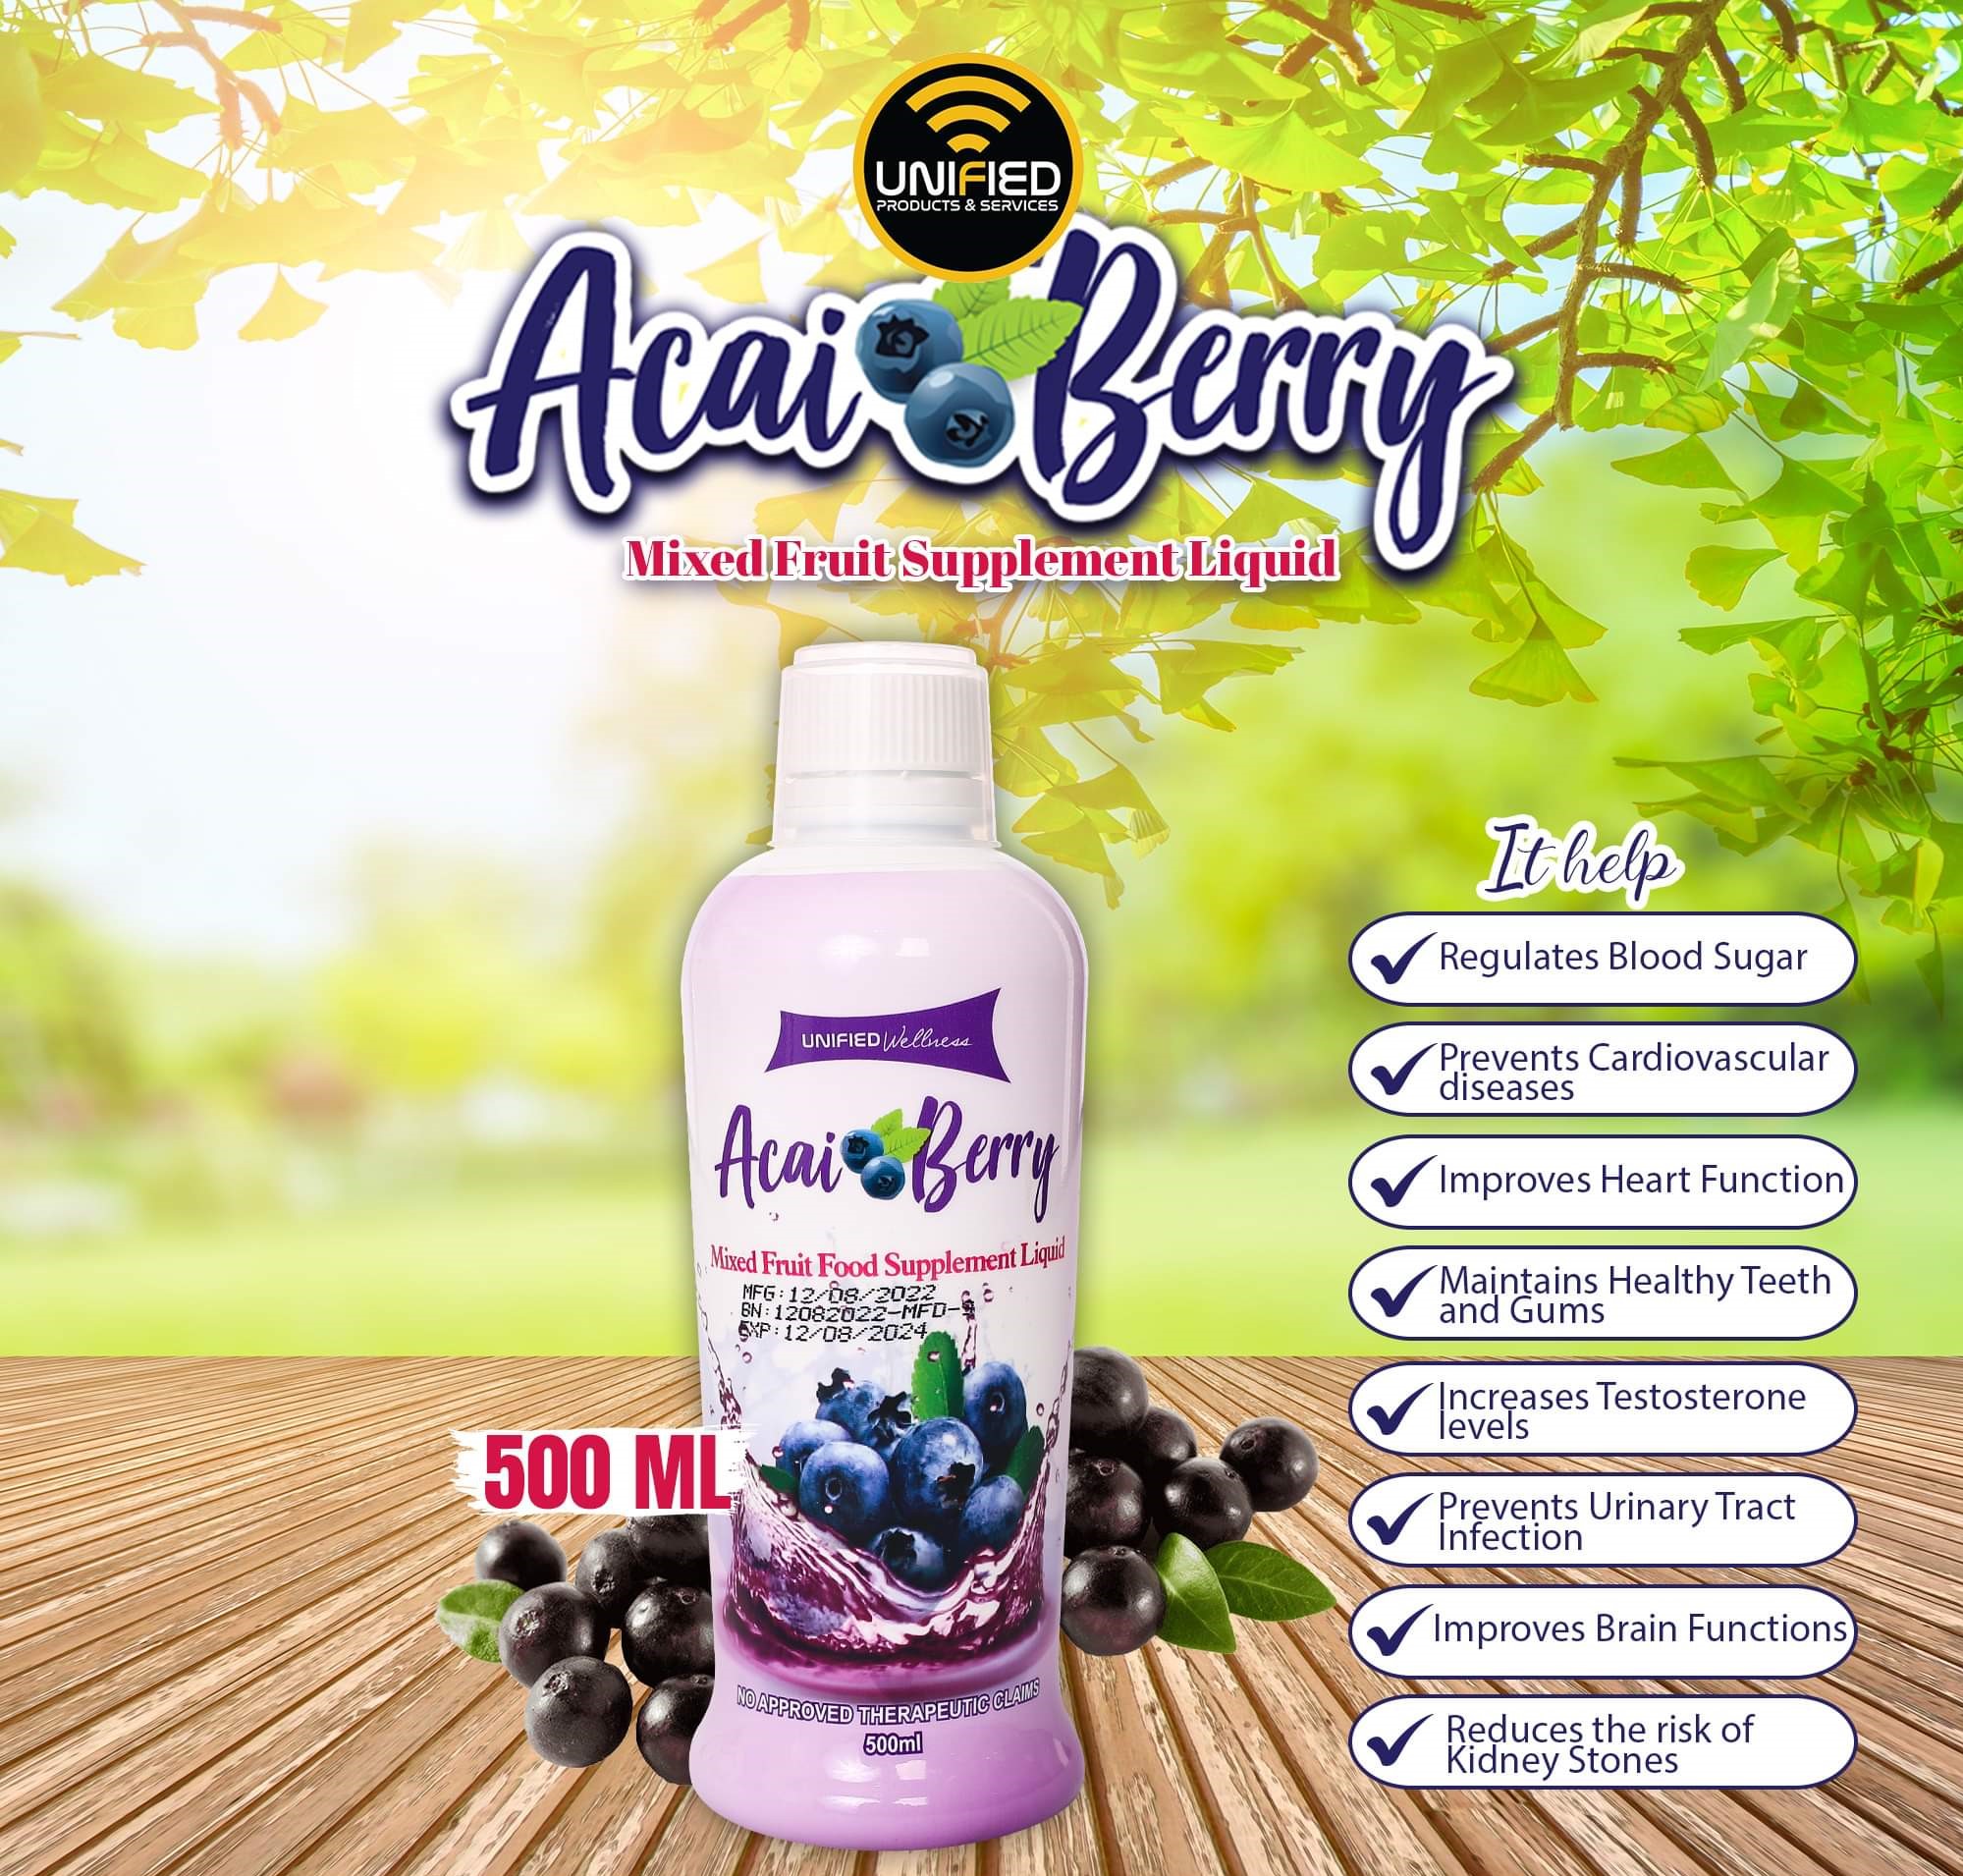 UNIFIED
PRODUCTS & SERVICES
Acai Berry
Mixed Fruit Supplement Liquid
UNIFIED Wellness
Acai Berry
Mixed Fruit Food Supplement Liquid
MFG:12/08/2022
BN:12082022-MFD-
EXP:12/08/2024
500 ML
NO APPROVED THERAPEUTIC CLAIMS
500ml
It help
Regulates Blood Sugar
Prevents Cardiovascular
diseases
Improves Heart Function
Maintains Healthy Teeth
and Gums
Increases Testosterone
levels
Prevents Urinary Tract
Infection
Improves Brain Functions
Reduces the risk of
Kidney Stones